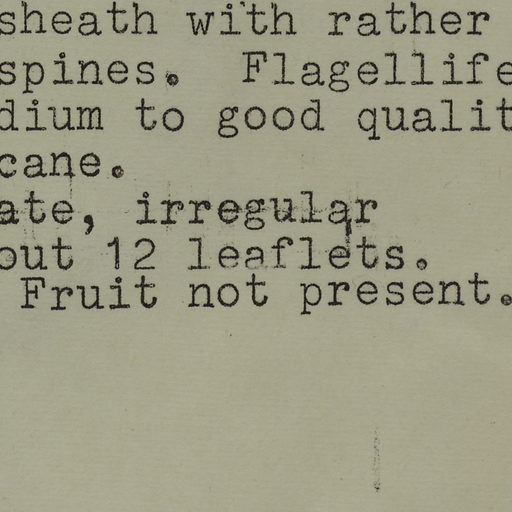 sheath with rather
spines. Flagellife
dium to good qualit
cane.
ate, irregular
out 12 leaflets.
Fruit not present.